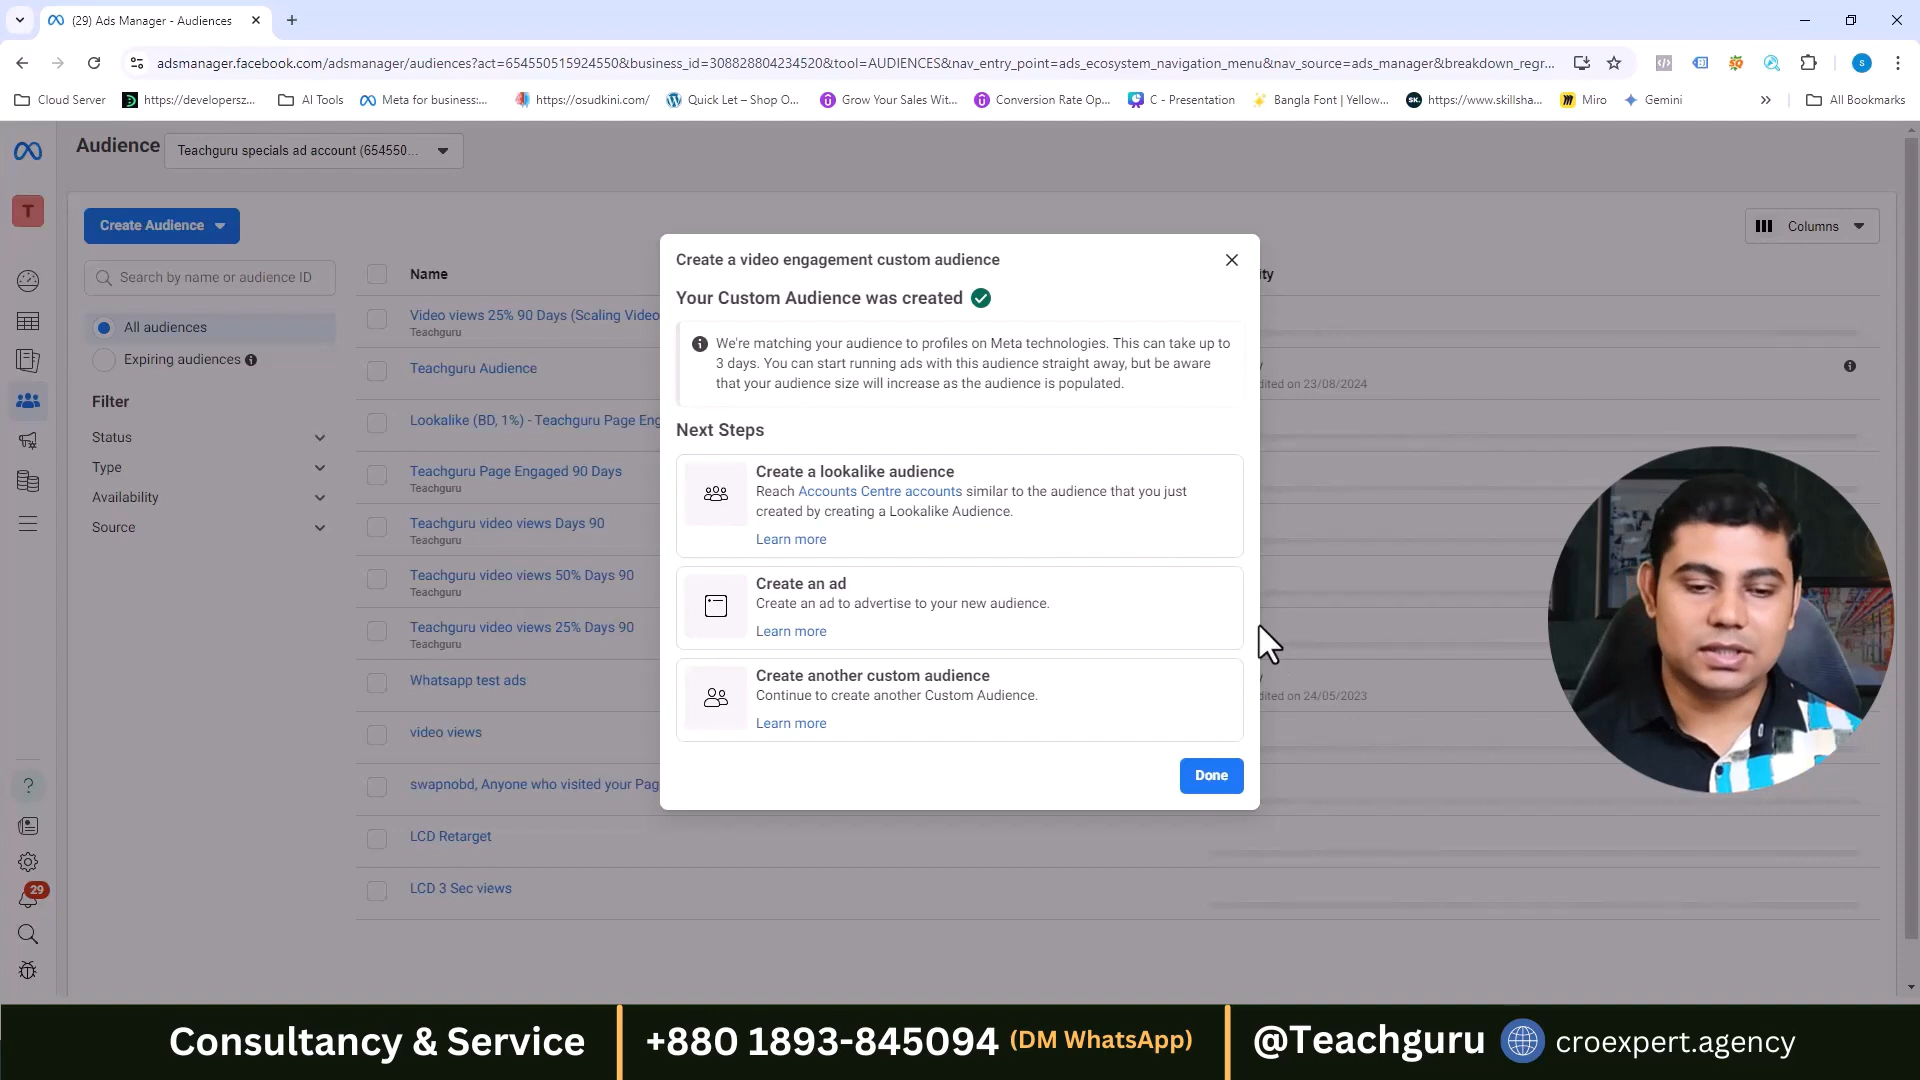 (29) Ads Manager - Audiences
adsmanager.facebook.com/adsmanager/audiences?act=654550515924550&business_id=308828804234520&tool=AUDIENCES&nav_entry_point=ads_ecosystem_navigation_menu&nav_source=ads_manager&breakdown_regr...
S
Cloud Server
https://developersz...
AI Tools
Meta for business:...
https://osudkini.com/
Quick Let – Shop O...
Grow Your Sales Wit...
Conversion Rate Op...
C - Presentation
Bangla Font | Yellow...
SK.
https://www.skillsha...
Miro
Gemini
All Bookmarks
Audience
Teachguru specials ad account (654550...
T
Create Audience
Columns
Search by name or audience ID
All audiences
Expiring audiences
Filter
Status
Type
Availability
Source
29
Name
ity
Video views 25% 90 Days (Scaling Video
Teachguru
Teachguru Audience
dited on 23/08/2024
Lookalike (BD, 1%) - Teachguru Page Eng
Teachguru Page Engaged 90 Days
Teachguru
Teachguru video views Days 90
Teachguru
Teachguru video views 50% Days 90
Teachguru
Teachguru video views 25% Days 90
Teachguru
Whatsapp test ads
dited on 24/05/2023
video views
swapnobd, Anyone who visited your Pag
LCD Retarget
LCD 3 Sec views
Create a video engagement custom audience
Your Custom Audience was created
We're matching your audience to profiles on Meta technologies. This can take up to
3 days. You can start running ads with this audience straight away, but be aware
that your audience size will increase as the audience is populated.
Next Steps
Create a lookalike audience
Reach Accounts Centre accounts similar to the audience that you just
created by creating a Lookalike Audience.
Learn more
Create an ad
Create an ad to advertise to your new audience.
Learn more
Create another custom audience
Continue to create another Custom Audience.
Learn more
Done
Consultancy & Service
+880 1893-845094 (DM WhatsApp)
@Teachguru
croexpert.agency